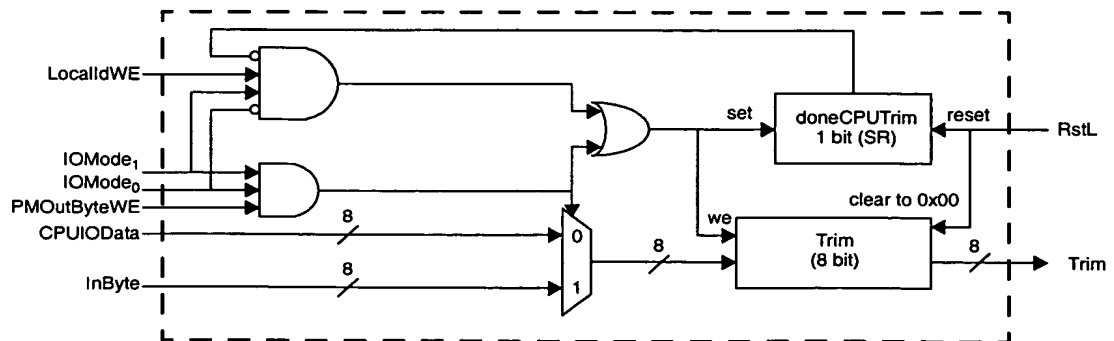 LocalIdWE
set
doneCPUTrim
1 bit (SR)
reset
RstL
IOMode1
IOMode0
PMOutByteWE
CPUIOData
8
0
we
clear to 0x00
Trim
(8 bit)
8
8
Trim
InByte
8
1